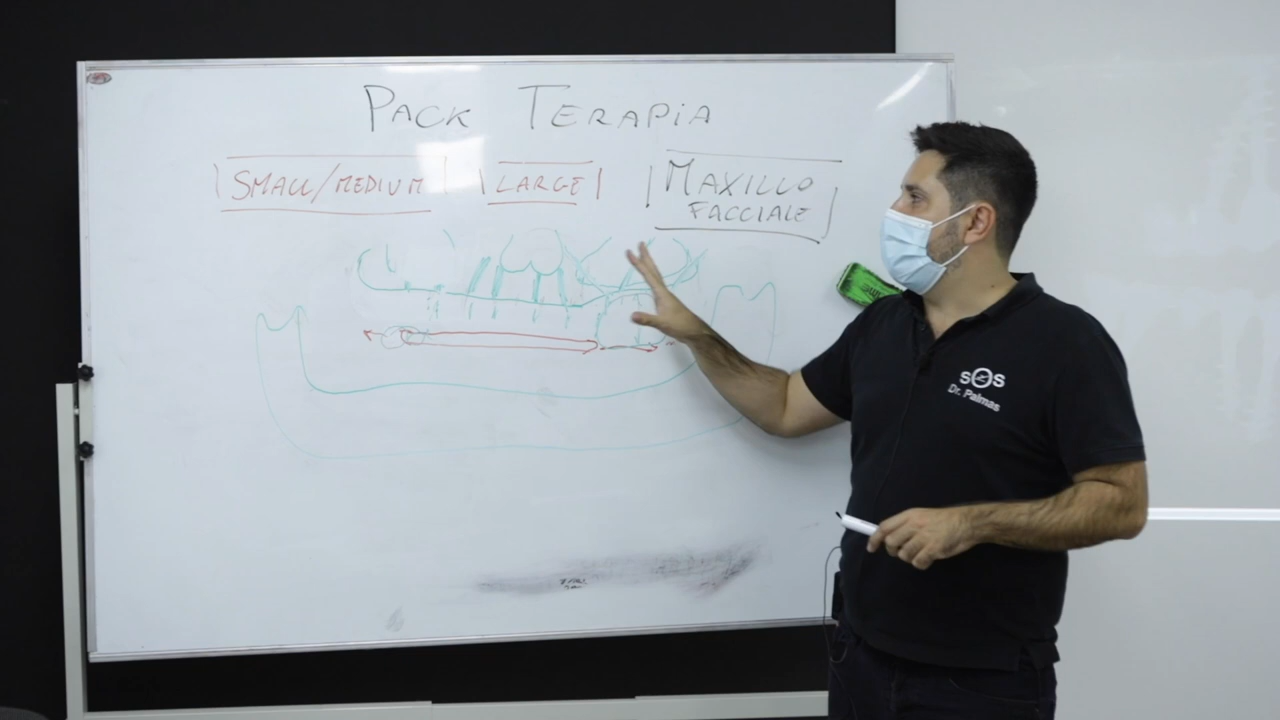 PACK TERAPIA
SMALL/MEDIUM LARGE MAXILLO
FACCIALE
SOS
Dr. Palmas